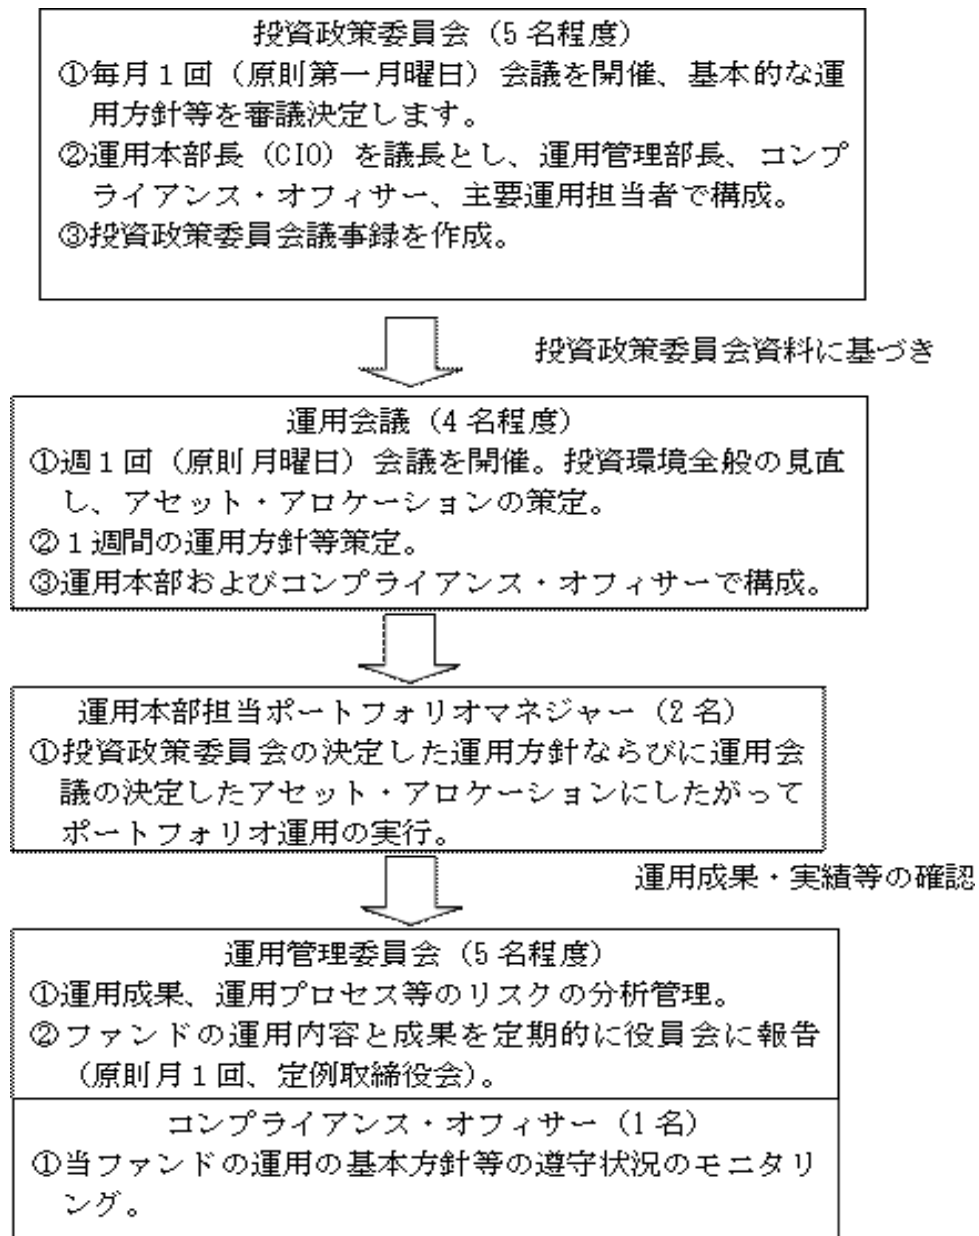 投資政策委員会（5 名程度）
①毎月１回（原則第一月曜日）会議を開催、基本的な運
用方針等を審議決定します。
②運用本部長（CIO）を議長とし、運用管理部長、コンプ
ライアンス・オフィサー、主要運用担当者で構成。
③投資政策委員会議事録を作成。
投資政策委員会資料に基づき
運用会議（4 名程度）
①週１回（原則月曜日）会議を開催。投資環境全般の見直
し、アセット・アロケーションの策定。
②１週間の運用方針等策定。
③運用本部およびコンプライアンス・オフィサーで構成。
運用本部担当ポートフォリオマネジャー（2 名）
①投資政策委員会の決定した運用方針ならびに運用会
議の決定したアセット・アロケーションにしたがって
ポートフォリオ運用の実行。
運用成果・実績等の確認
運用管理委員会（5 名程度）
①運用成果、運用プロセス等のリスクの分析管理。
②ファンドの運用内容と成果を定期的に役員会に報告
（原則月１回、定例取締役会）。
コンプライアンス・オフィサー（1 名）
①当ファンドの運用の基本方針等の遵守状況のモニタリ
ング。